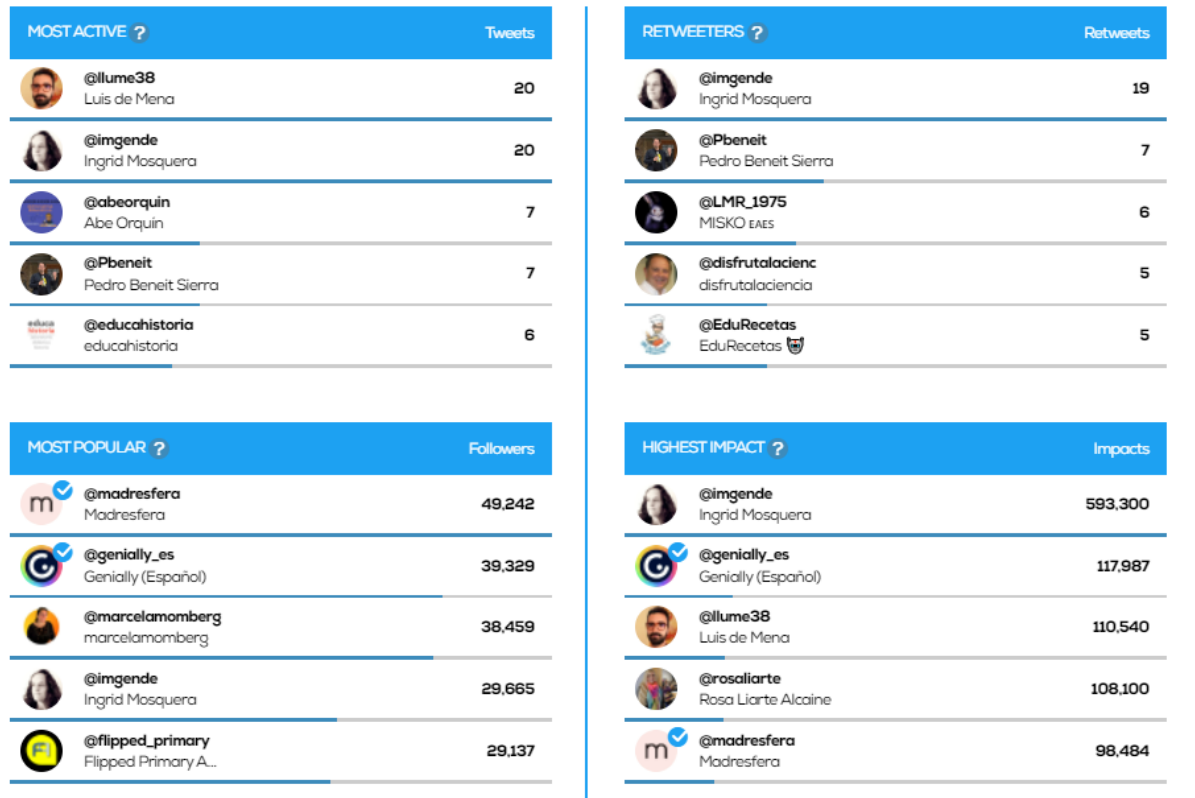 MOST ACTIVE ? Tweets
@llume38
Luis de Mena
20
@imgende
Ingrid Mosquera
20
@abeorquin
Abe Orquín
7
@Pbeneit
Pedro Beneit Sierra
7
educa
historia
@educahistoria
educahistoria
6
RETWEETERS ? Retweets
@imgende
Ingrid Mosquera
19
@Pbeneit
Pedro Beneit Sierra
7
@LMR_1975
MISKO EAES
6
@disfrutalacienc
disfrutalaciencia
5
@EduRecetas
EduRecetas
5
MOST POPULAR ? Followers
m
@madresfera
Madresfera
49,242
@genially_es
Genially (Español)
39,329
@marcelamomberg
marcelamomberg
38,459
@imgende
Ingrid Mosquera
29,665
@flipped_primary
Flipped Primary A...
29,137
HIGHEST IMPACT ? Impacts
@imgende
Ingrid Mosquera
593,300
@genially_es
Genially (Español)
117,987
@llume38
Luis de Mena
110,540
@rosaliarte
Rosa Liarte Alcaine
108,100
m
@madresfera
Madresfera
98,484